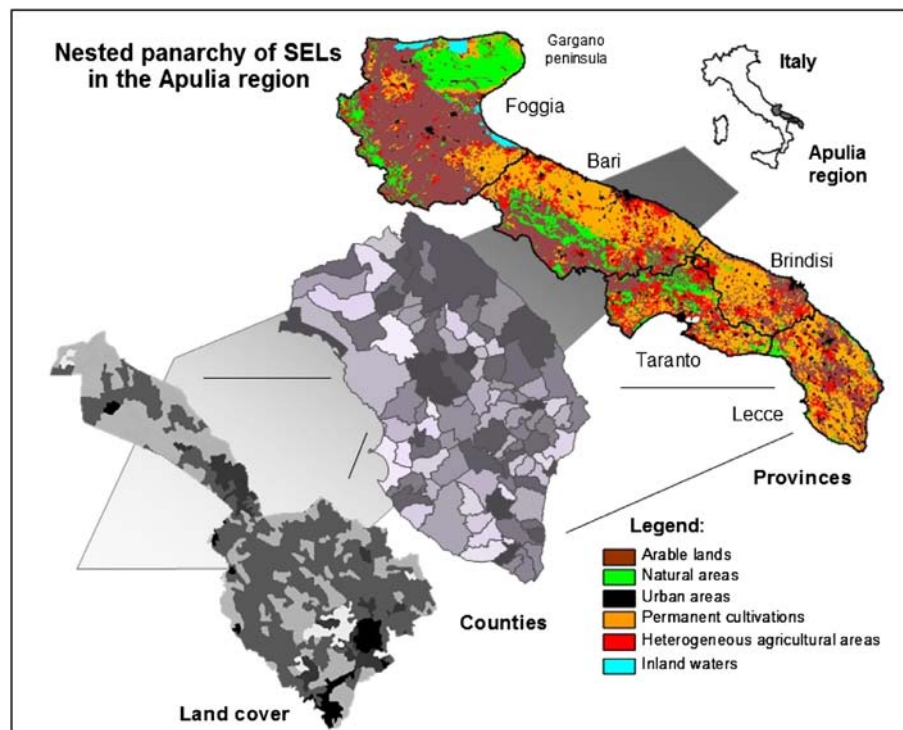 Nested panarchy of SELs
in the Apulia region
Gargano
peninsula
Italy
Foggia
Apulia
region
Bari
Brindisi
Taranto
Lecce
Provinces
Legend:
Arable lands
Natural areas
Urban areas
Permanent cultivations
Heterogeneous agricultural areas
Inland waters
Counties
Land cover